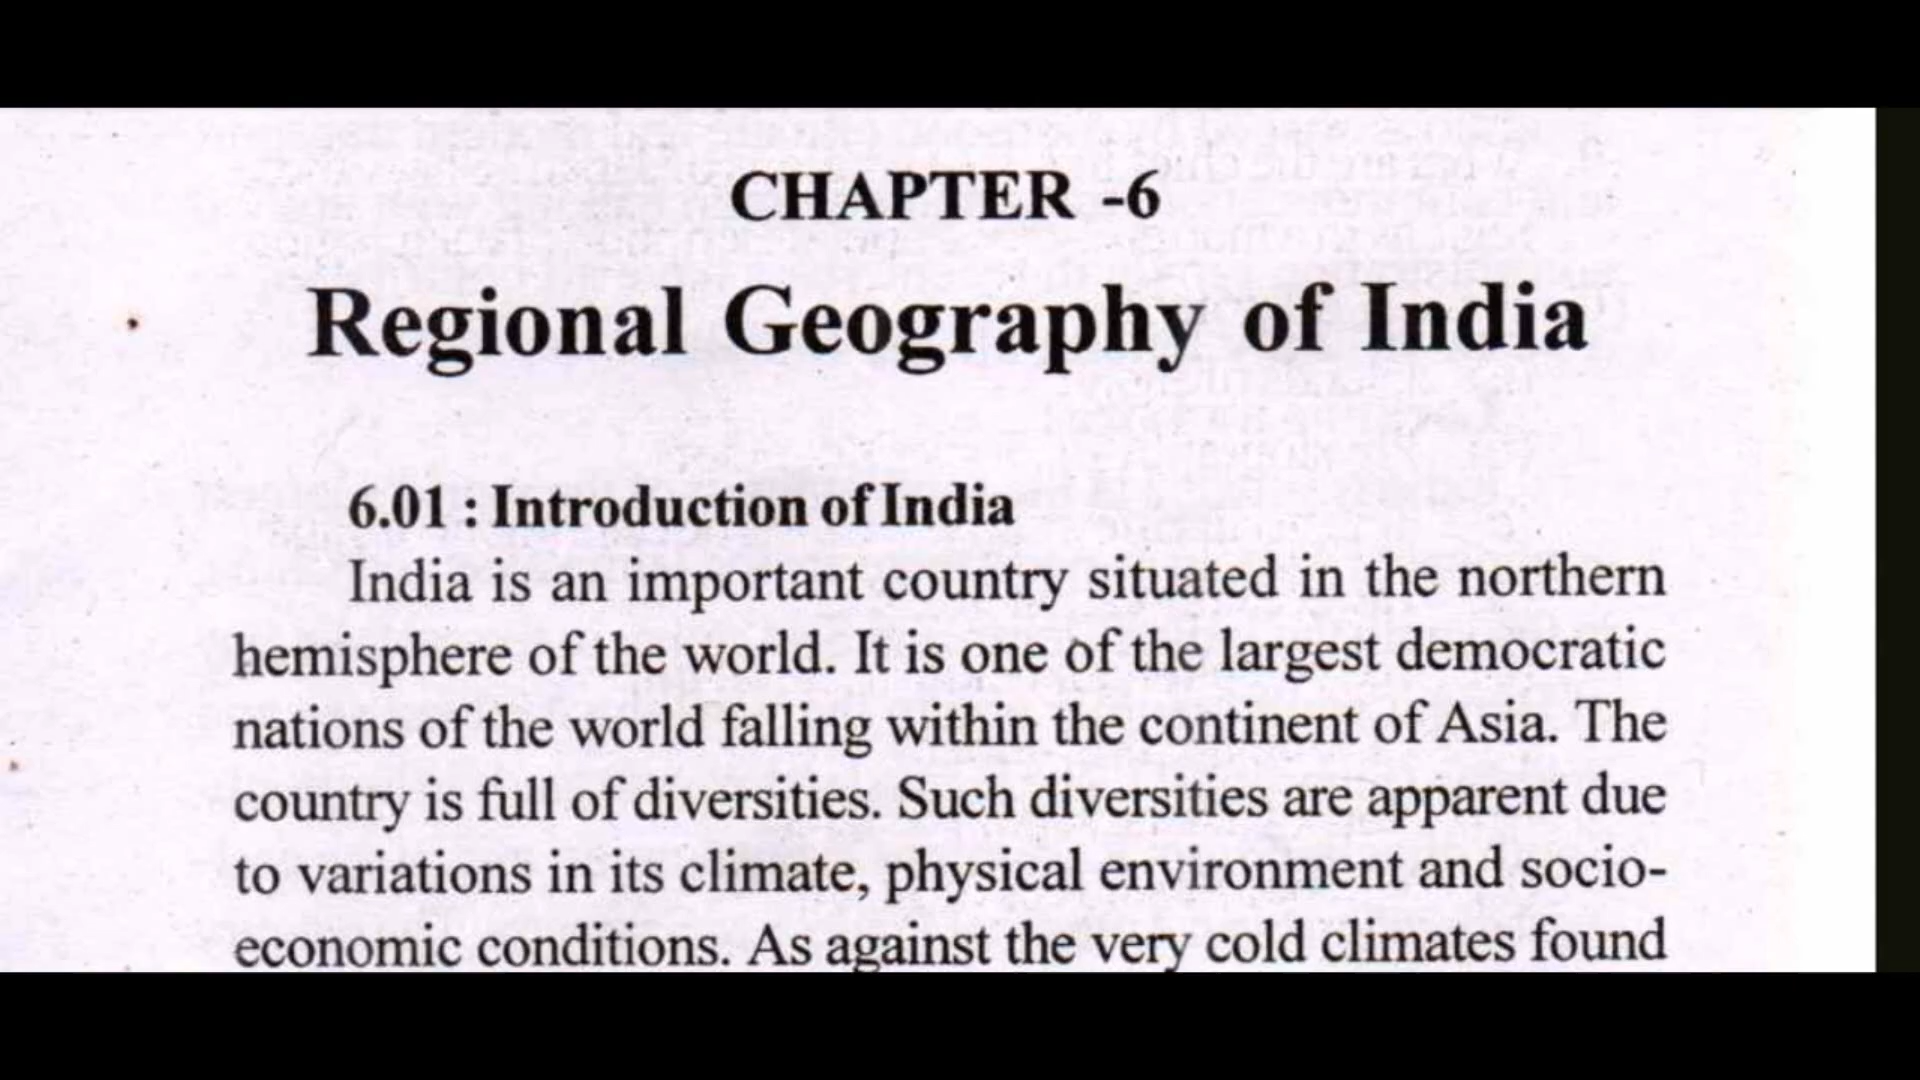 CHAPTER -6
Regional Geography of India
6.01 : Introduction of India
India is an important country situated in the northern
hemisphere of the world. It is one of the largest democratic
nations of the world falling within the continent of Asia. The
country is full of diversities. Such diversities are apparent due
to variations in its climate, physical environment and socio-
economic conditions. As against the very cold climates found